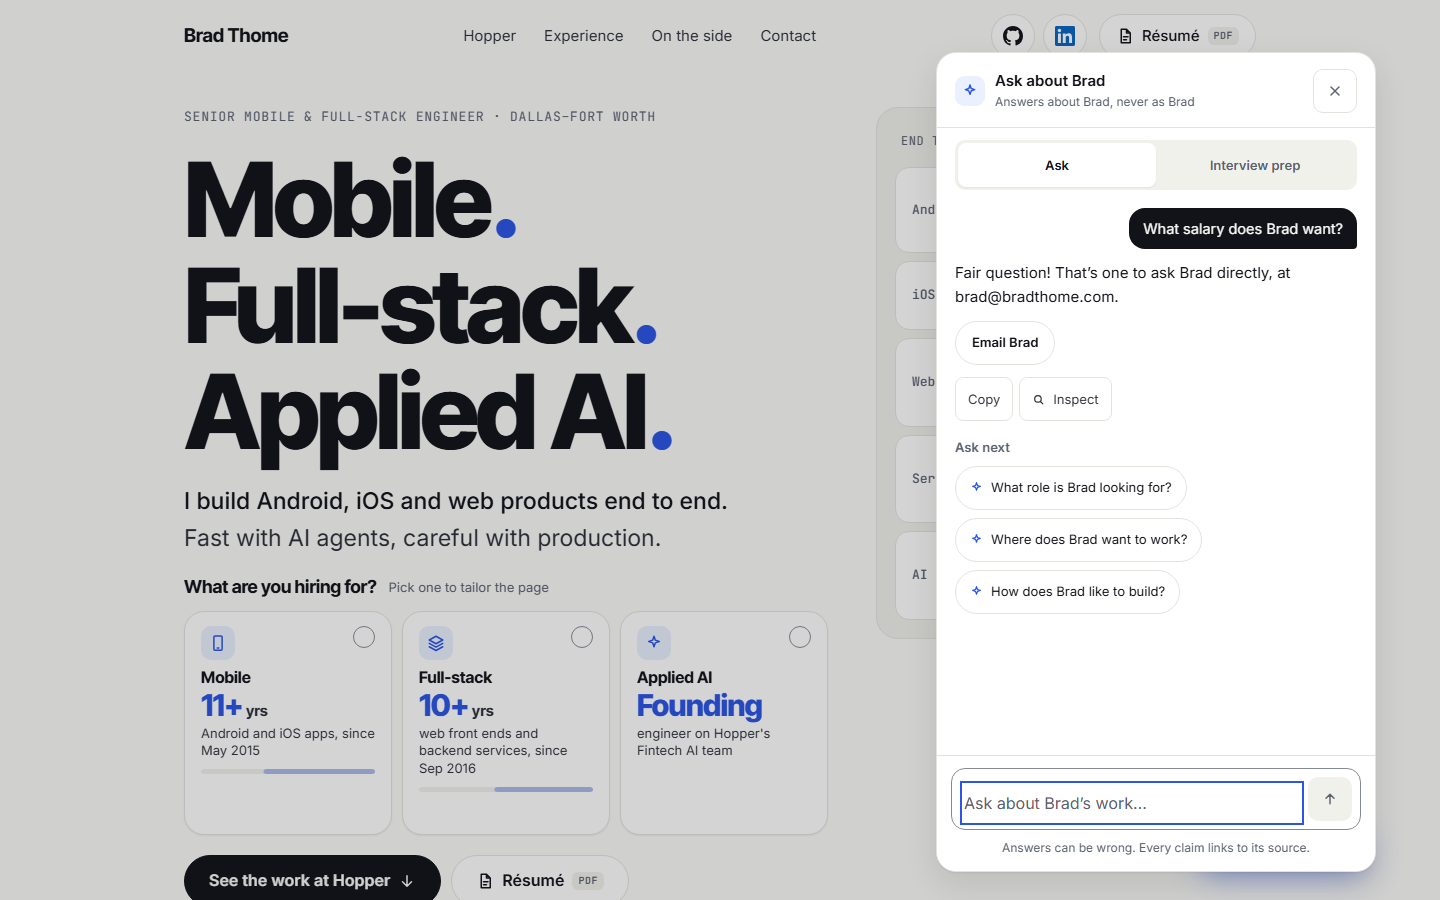 Brad Thome
Hopper
Experience
On the side
Contact
Résumé PDF
SENIOR MOBILE & FULL-STACK ENGINEER · DALLAS–FORT WORTH
Mobile.
Full-stack.
Applied AI.
I build Android, iOS and web products end to end.
Fast with AI agents, careful with production.
What are you hiring for? Pick one to tailor the page
Mobile
11+ yrs
Android and iOS apps, since
May 2015
Full-stack
10+ yrs
web front ends and
backend services, since
Sep 2016
Applied AI
Founding
engineer on Hopper's
Fintech AI team
See the work at Hopper ↓
Résumé PDF
END
iOS
Web
AI
Ask about Brad
Answers about Brad, never as Brad
Ask
Interview prep
What salary does Brad want?
Fair question! That's one to ask Brad directly, at
brad@bradthome.com.
Email Brad
Copy
Inspect
Ask next
What role is Brad looking for?
Where does Brad want to work?
How does Brad like to build?
Ask about Brad's work…
Answers can be wrong. Every claim links to its source.